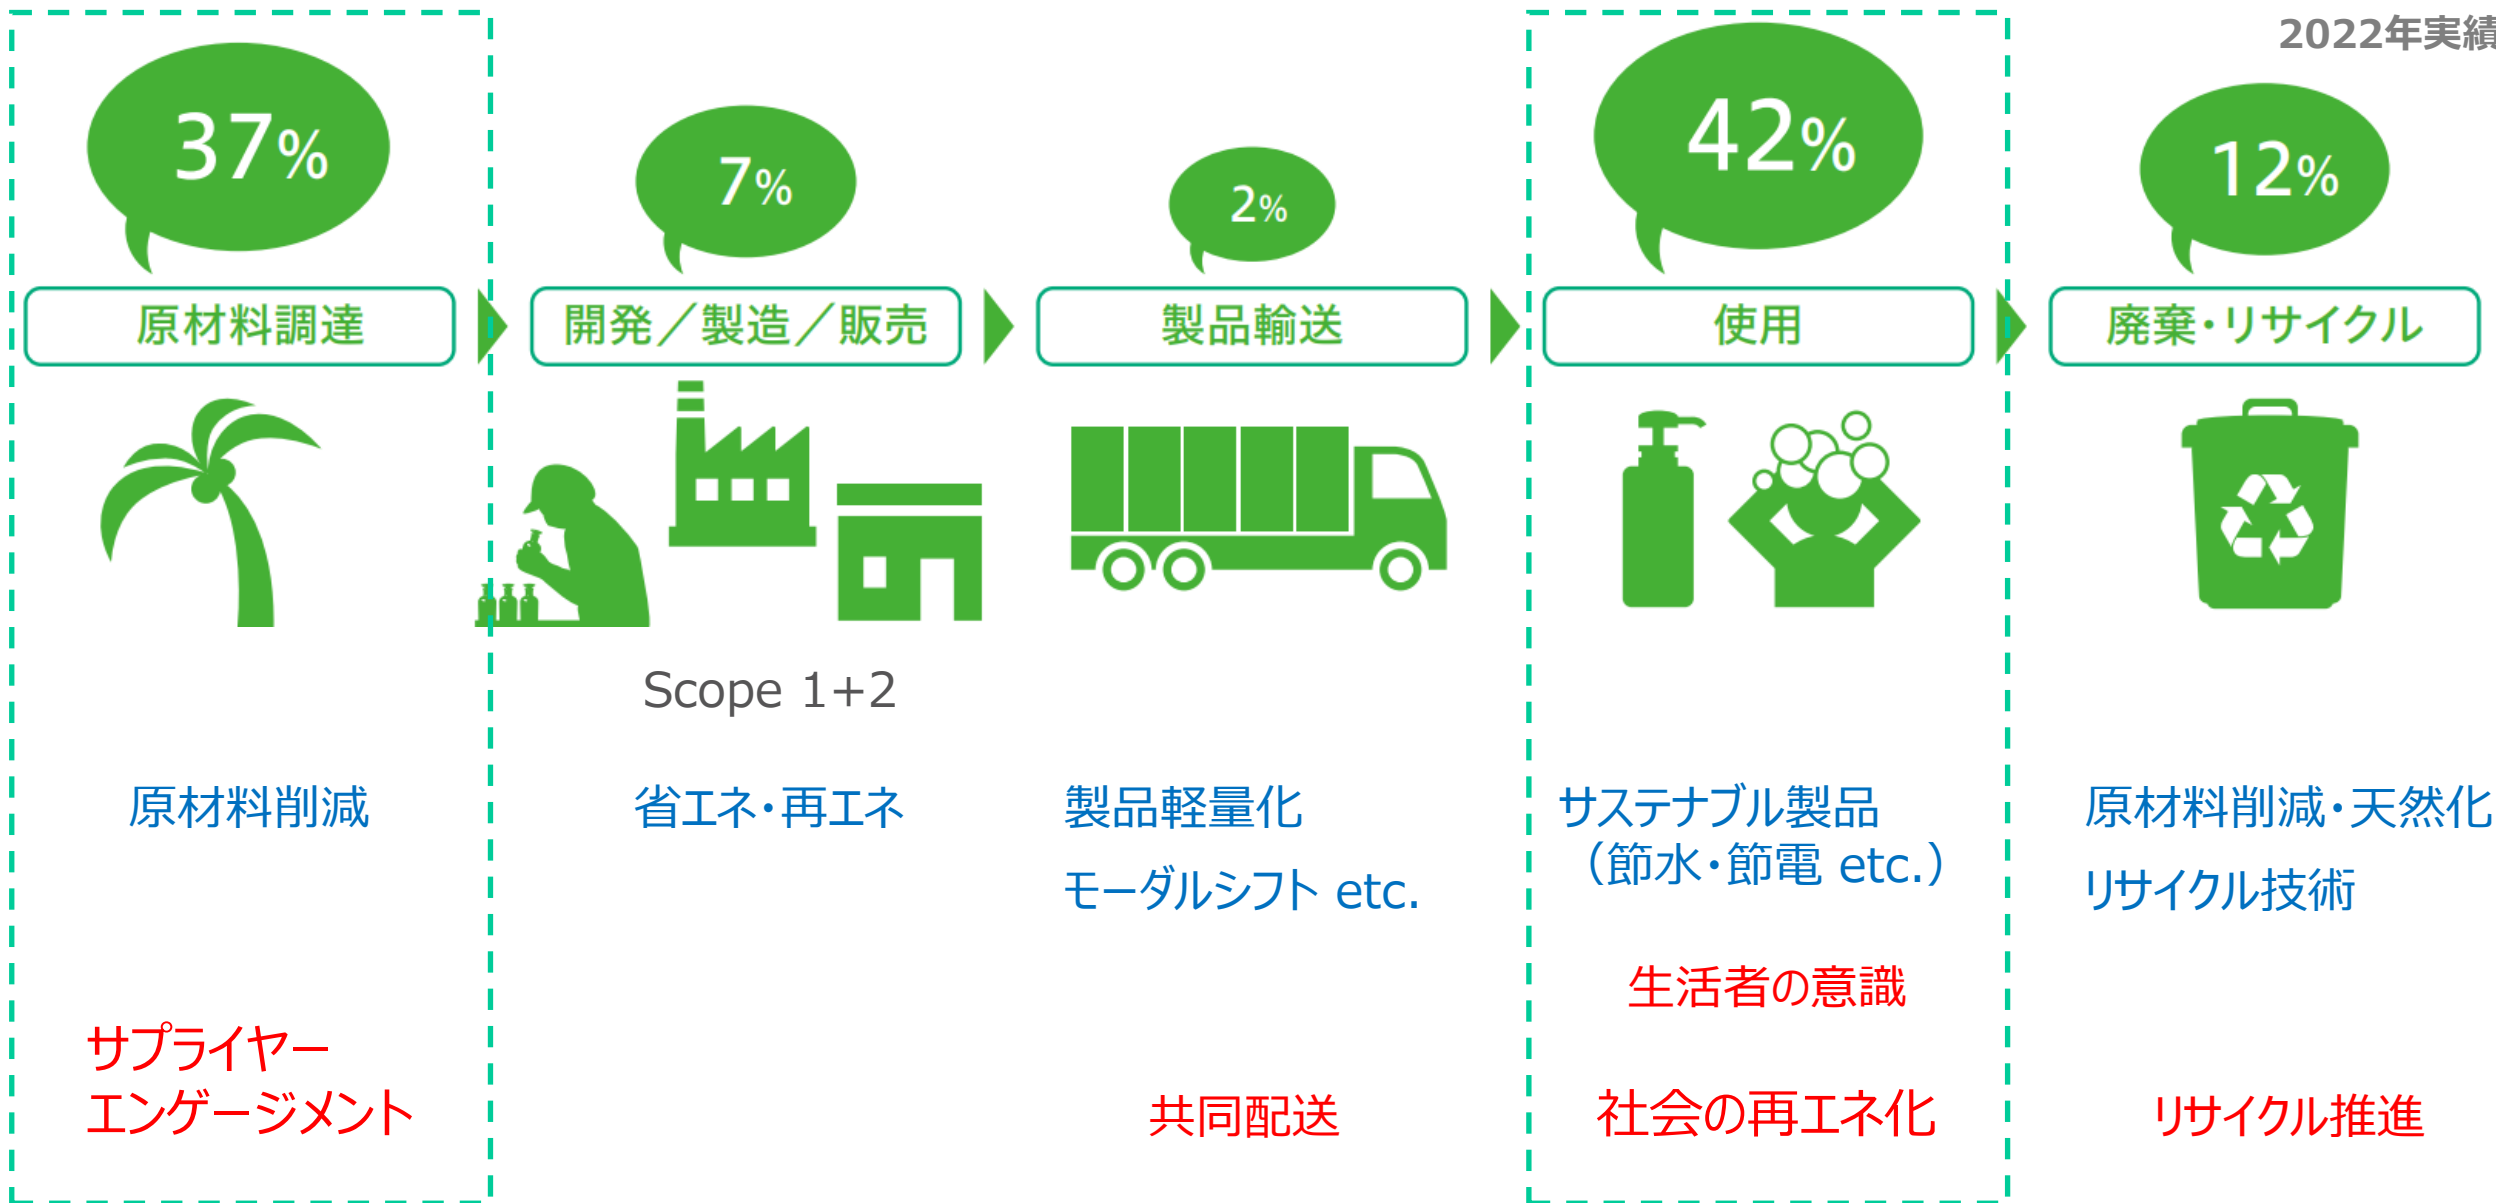 2022年実績
37%
7%
2%
42%
12%
原材料調達
開発／製造／販売
製品輸送
使用
廃棄・リサイクル
Scope 1+2
原材料削減
省エネ・再エネ
製品軽量化
モーダルシフト etc.
サステナブル製品
（節水・節電 etc.）
原材料削減・天然化
リサイクル技術
サプライヤー
エンゲージメント
共同配送
生活者の意識
社会の再エネ化
リサイクル推進